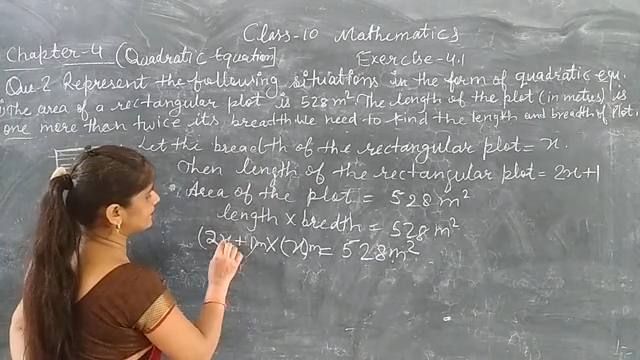 Class-10 Mathematics
Chapter-4 (Quadratic Equation) Exercise-4.1
Que-2 Represent the following situations in the form of quadratic equ.
(i) The area of a rectangular plot is 528 m². The length of the plot (in metres) is
one more than twice its breadth. We need to find the length and breadth of Plot.
Let the breadth of the rectangular plot = x.
Then length of the rectangular plot = 2x+1
∴ Area of the plot = 528 m²
length × bredth = 528 m²
(2x+1)m × (x)m = 528 m²